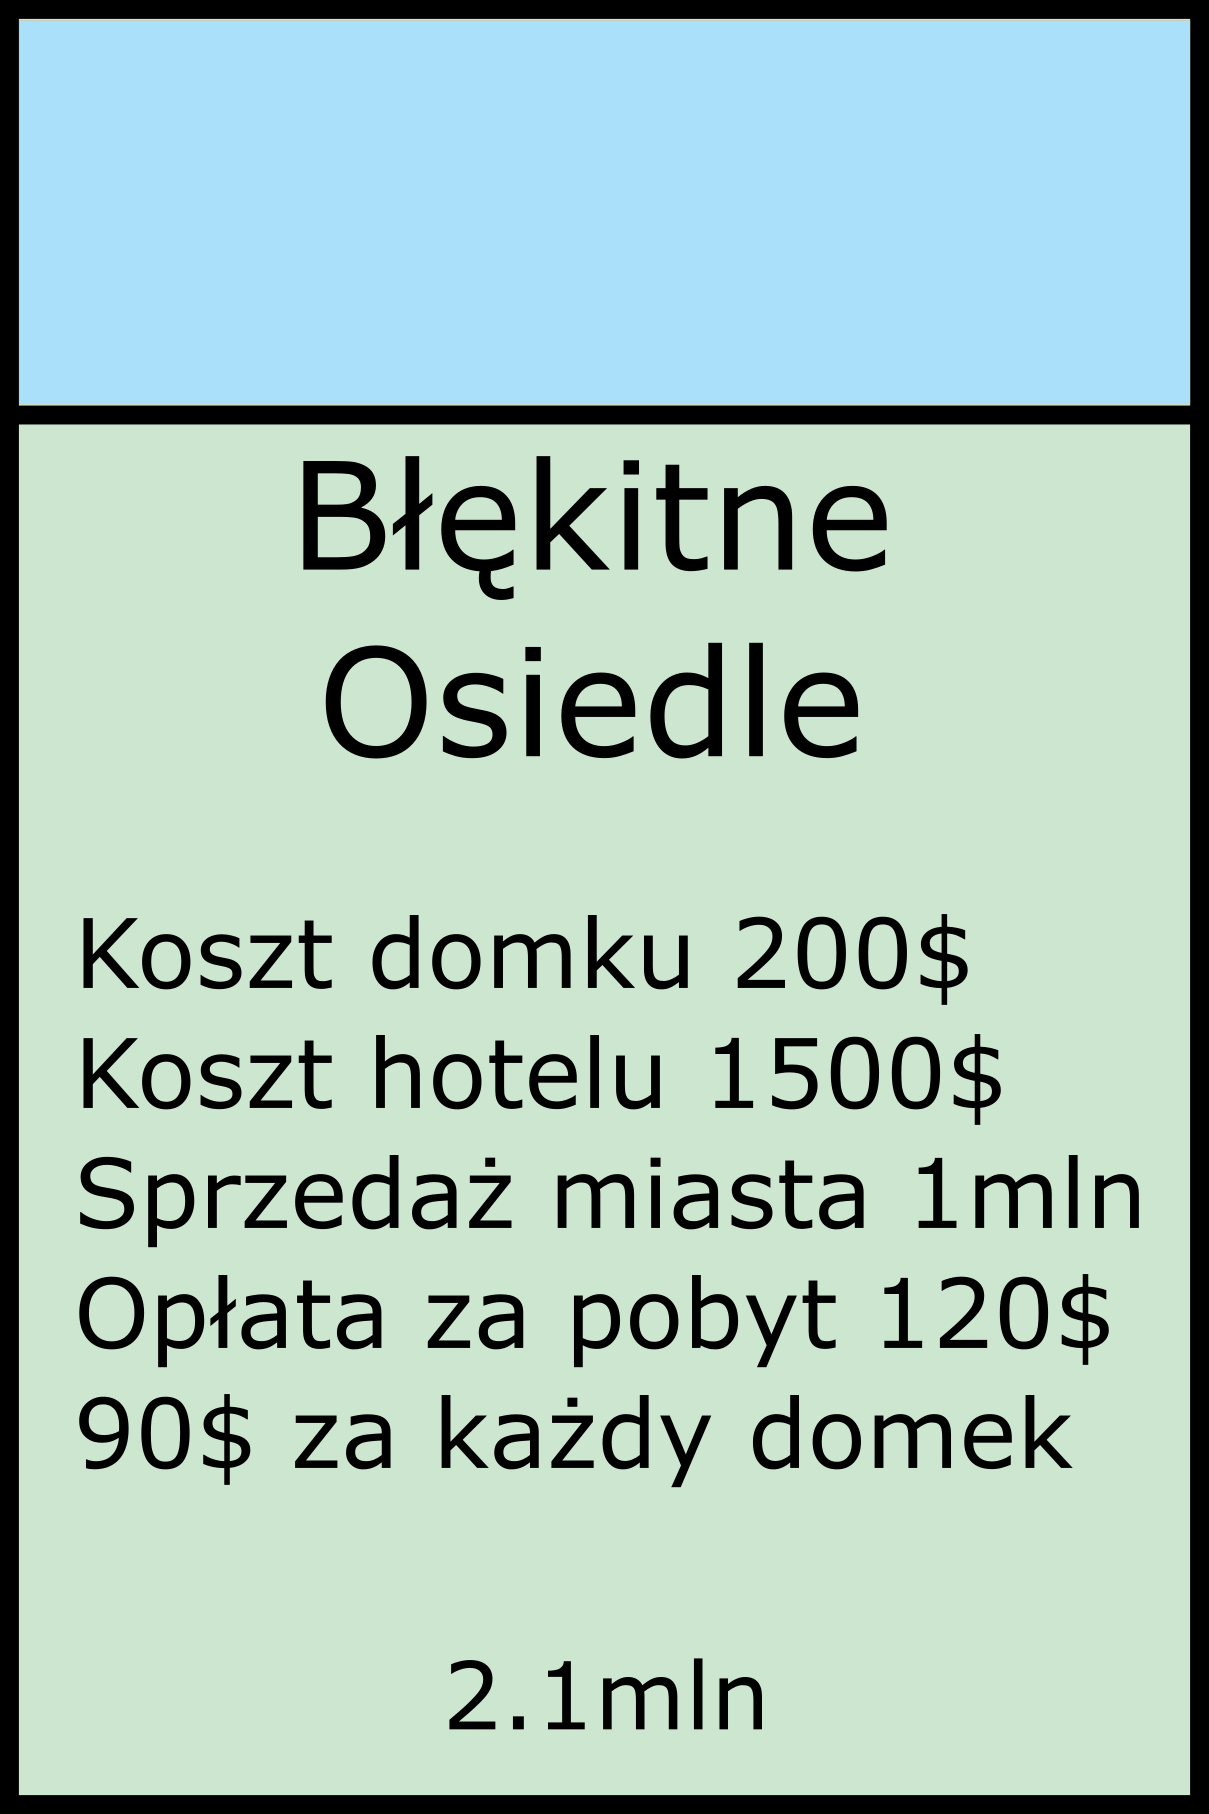 Błękitne
Osiedle
Koszt domku 200$
Koszt hotelu 1500$
Sprzedaż miasta 1mln
Opłata za pobyt 120$
90$ za każdy domek
2.1mln